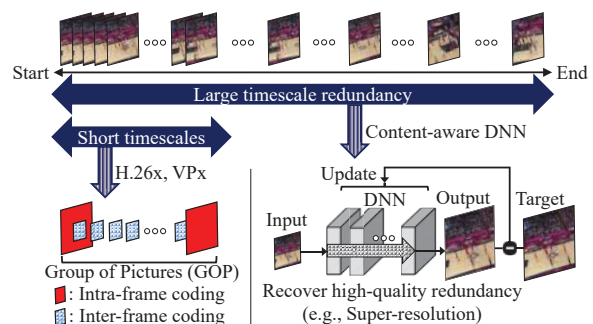 Start
End
Large timescale redundancy
Short timescales
Content-aware DNN
H.26x, VPx
Update
DNN
Output
Target
Input
Group of Pictures (GOP)
: Intra-frame coding
: Inter-frame coding
Recover high-quality redundancy
(e.g., Super-resolution)